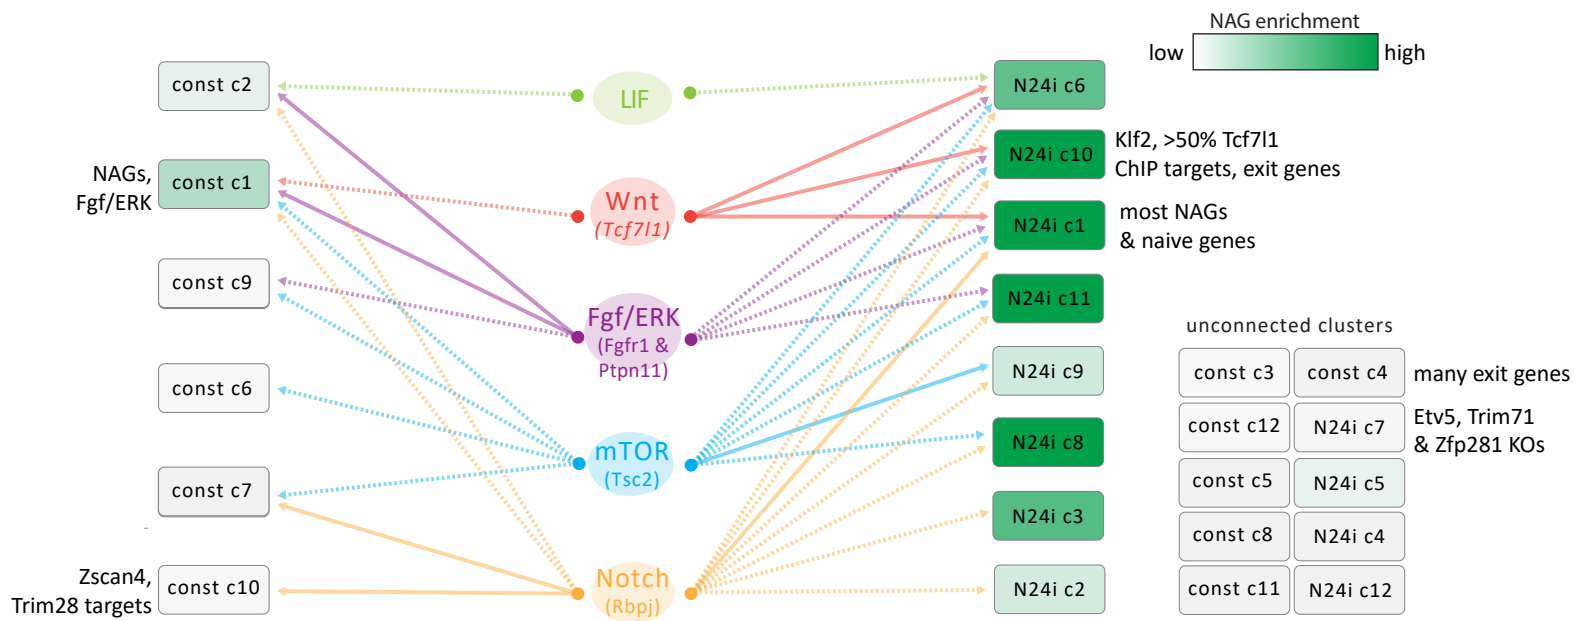 NAG enrichment
low
high
const c2
LIF
N24i c6
NAGs,
Fgf/ERK
const c1
Wnt
(Tcf7l1)
N24i c10
Klf2, >50% Tcf7l1
ChIP targets, exit genes
N24i c1
most NAGs
& naive genes
const c9
Fgf/ERK
(Fgfr1 &
Ptpn11)
N24i c11
const c6
N24i c9
const c7
mTOR
(Tsc2)
N24i c8
N24i c3
Zscan4,
Trim28 targets
const c10
Notch
(Rbpj)
N24i c2
unconnected clusters
const c3
const c4
many exit genes
const c12
N24i c7
Etv5, Trim71
& Zfp281 KOs
const c5
N24i c5
const c8
N24i c4
const c11
N24i c12